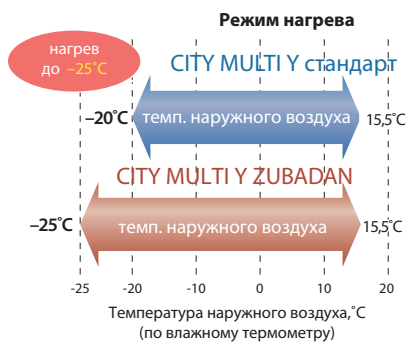 Режим нагрева
нагрев
до –25˚C
CITY MULTI Y стандарт
–20˚C
темп. наружного воздуха
15,5˚C
CITY MULTI Y ZUBADAN
–25˚C
темп. наружного воздуха
15,5˚C
-25 -20 -10 0 10 20
Температура наружного воздуха,˚C
(по влажному термометру)